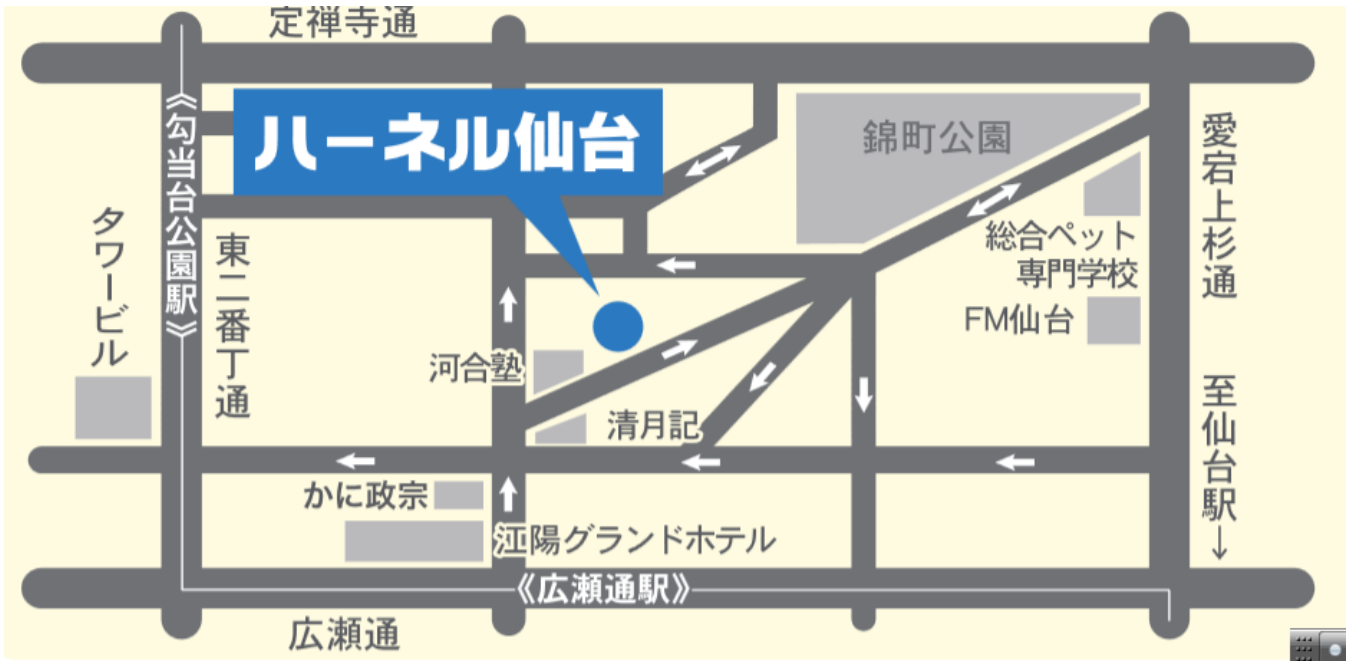 定禅寺通
《勾当台公園駅》
ハーネル仙台
錦町公園
愛宕上杉通
タワービル
東二番丁通
総合ペット
専門学校
FM仙台
河合塾
清月記
至仙台駅↓
かに政宗
江陽グランドホテル
《広瀬通駅》
広瀬通